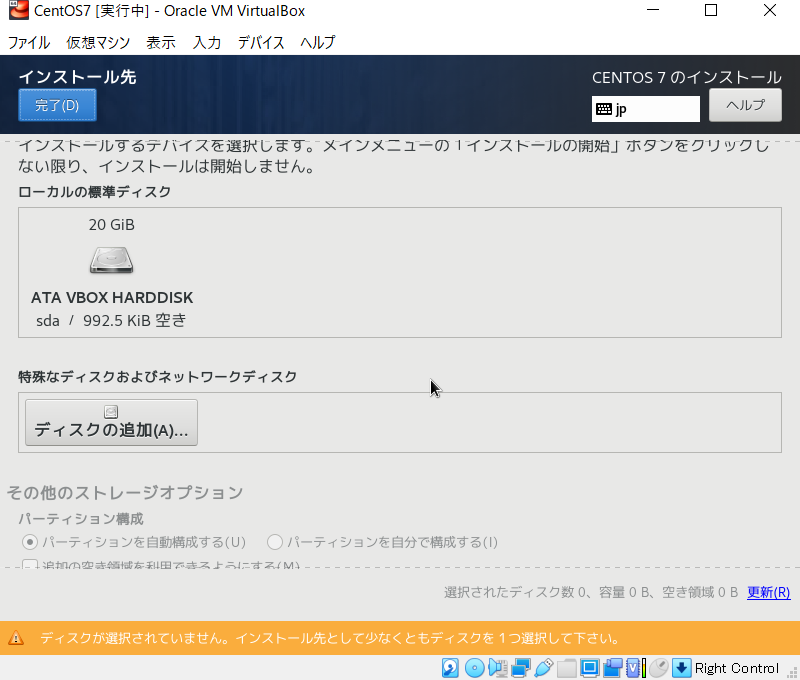 CentOS7 [実行中] - Oracle VM VirtualBox
ファイル 仮想マシン 表示 入力 デバイス ヘルプ
インストール先
CENTOS 7 のインストール
完了(D)
jp
ヘルプ
インストールするデバイスを選択します。メインメニューの「インストールの開始」ボタンをクリックし
ない限り、インストールは開始しません。
ローカルの標準ディスク
20 GiB
ATA VBOX HARDDISK
sda / 992.5 KiB 空き
特殊なディスクおよびネットワークディスク
ディスクの追加(A)...
その他のストレージオプション
パーティション構成
パーティションを自動構成する(U) パーティションを自分で構成する(I)
追加の空き領域を利用できるようにする(M)
選択されたディスク数 0、容量 0 B、空き領域 0 B 更新(R)
ディスクが選択されていません。インストール先として少なくともディスクを 1 つ選択して下さい。
Right Control